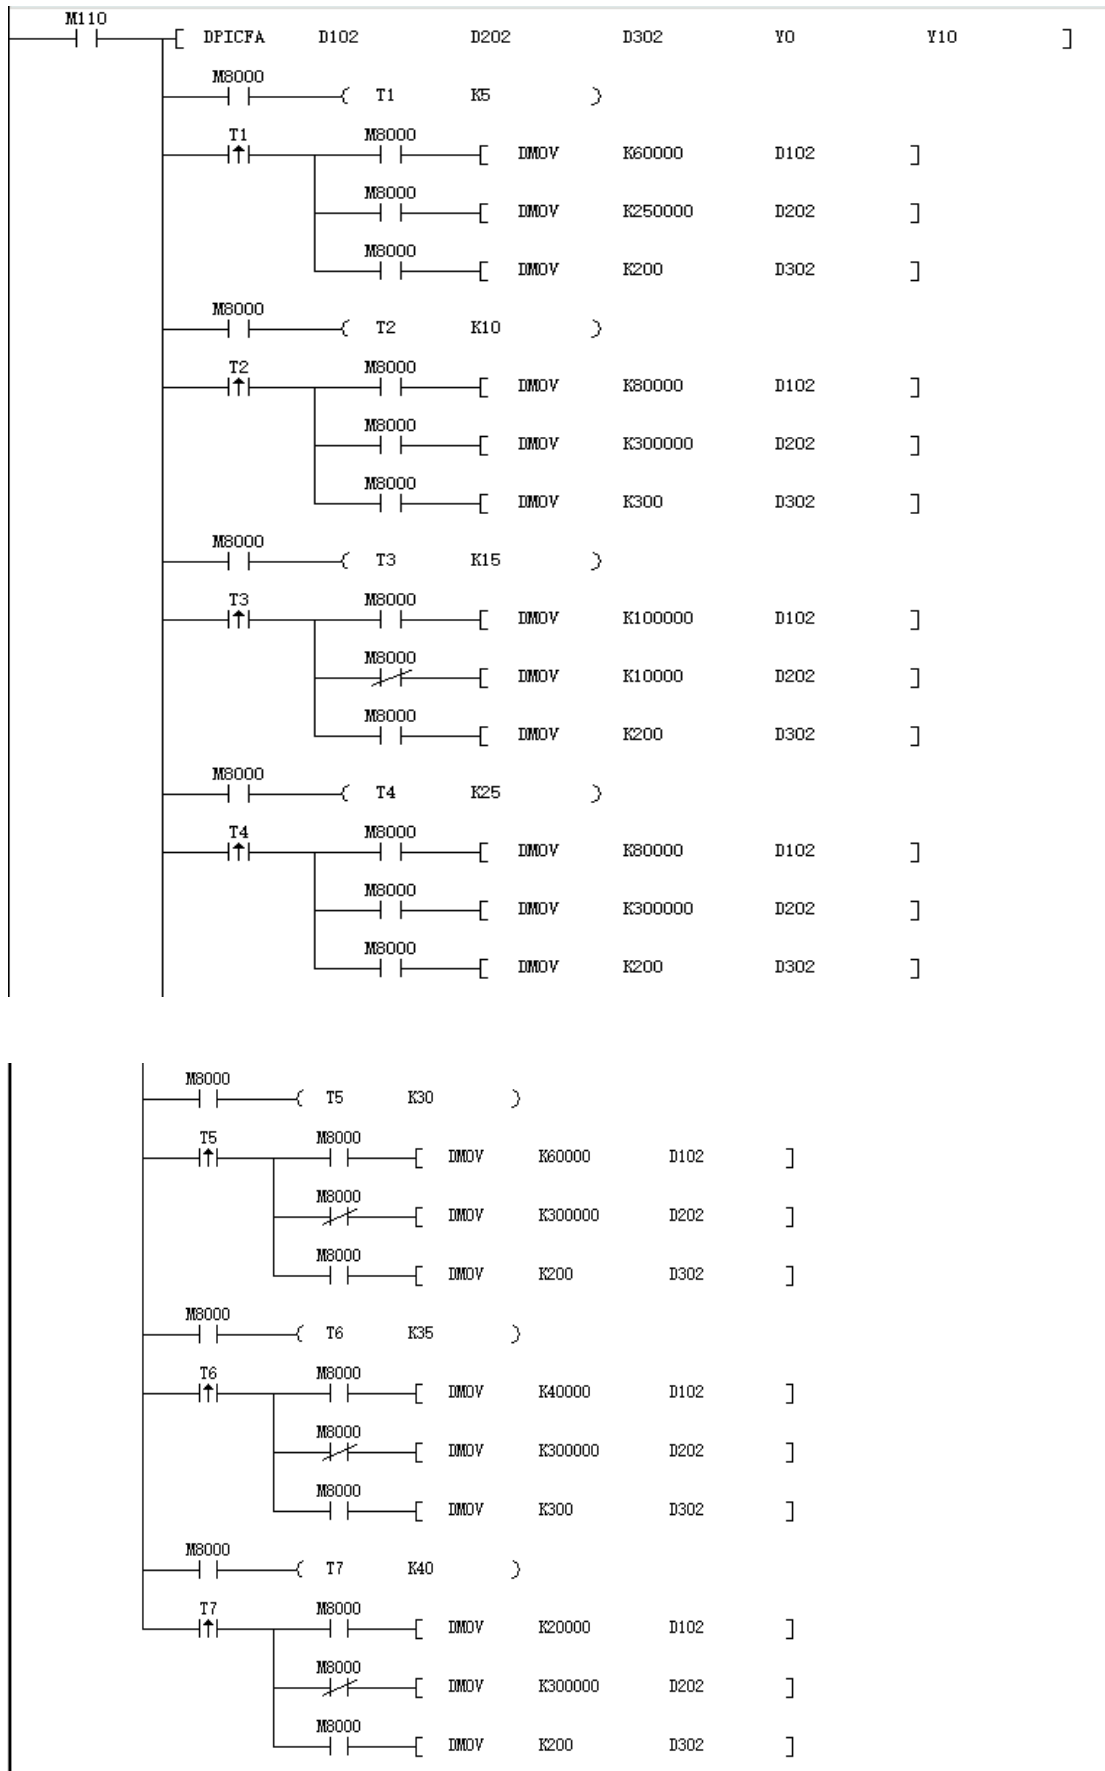 M110
DPICFA D102 D202 D302 Y0 Y10
M8000
T1 K5
T1 M8000
DMOV K60000 D102
M8000
DMOV K250000 D202
M8000
DMOV K200 D302
M8000
T2 K10
T2 M8000
DMOV K80000 D102
M8000
DMOV K300000 D202
M8000
DMOV K300 D302
M8000
T3 K15
T3 M8000
DMOV K100000 D102
M8000
DMOV K10000 D202
M8000
DMOV K200 D302
M8000
T4 K25
T4 M8000
DMOV K80000 D102
M8000
DMOV K300000 D202
M8000
DMOV K200 D302
M8000
T5 K30
T5 M8000
DMOV K60000 D102
M8000
DMOV K300000 D202
M8000
DMOV K200 D302
M8000
T6 K35
T6 M8000
DMOV K40000 D102
M8000
DMOV K300000 D202
M8000
DMOV K300 D302
M8000
T7 K40
T7 M8000
DMOV K20000 D102
M8000
DMOV K300000 D202
M8000
DMOV K200 D302